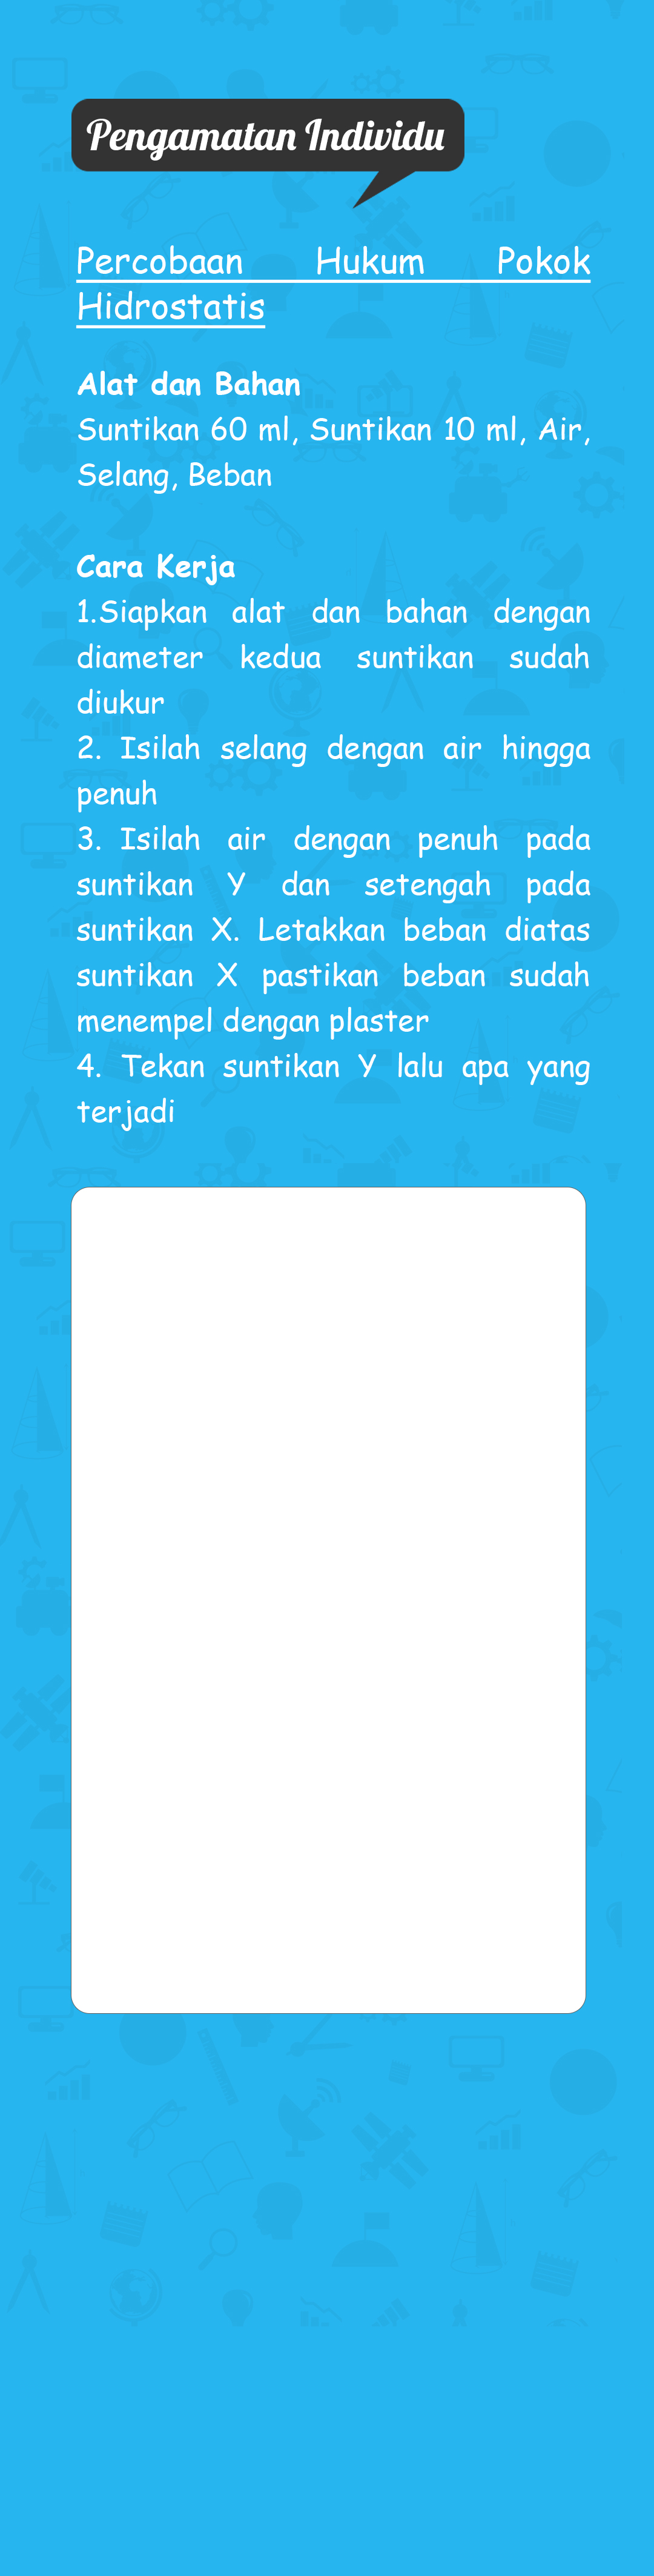 Pengamatan Individu
Percobaan Hukum Pokok
Hidrostatis
Alat dan Bahan
Suntikan 60 ml, Suntikan 10 ml, Air,
Selang, Beban
Cara Kerja
1.Siapkan alat dan bahan dengan
diameter kedua suntikan sudah
diukur
2. Isilah selang dengan air hingga
penuh
3. Isilah air dengan penuh pada
suntikan Y dan setengah pada
suntikan X. Letakkan beban diatas
suntikan X pastikan beban sudah
menempel dengan plaster
4. Tekan suntikan Y lalu apa yang
terjadi